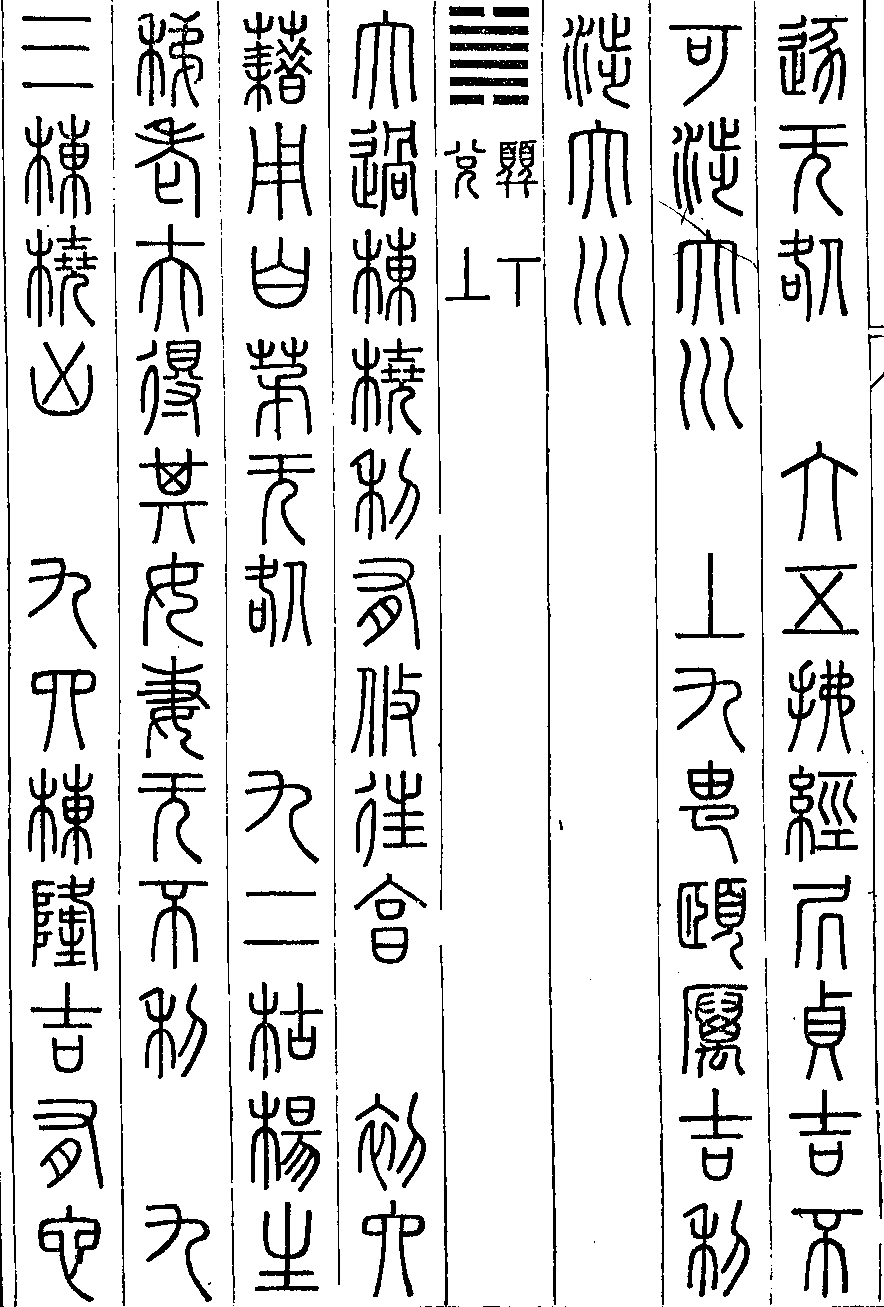 逐无咎 六五拂經凥貞吉不
可涉大川 上九由頤厲吉利
涉大川
䷛ 巽下兌上
大過棟橈利有攸往亨 初六
藉用白茅无咎 九二枯楊生
稊老夫得其女妻无不利 九
三棟橈凶 九四棟隆吉有它